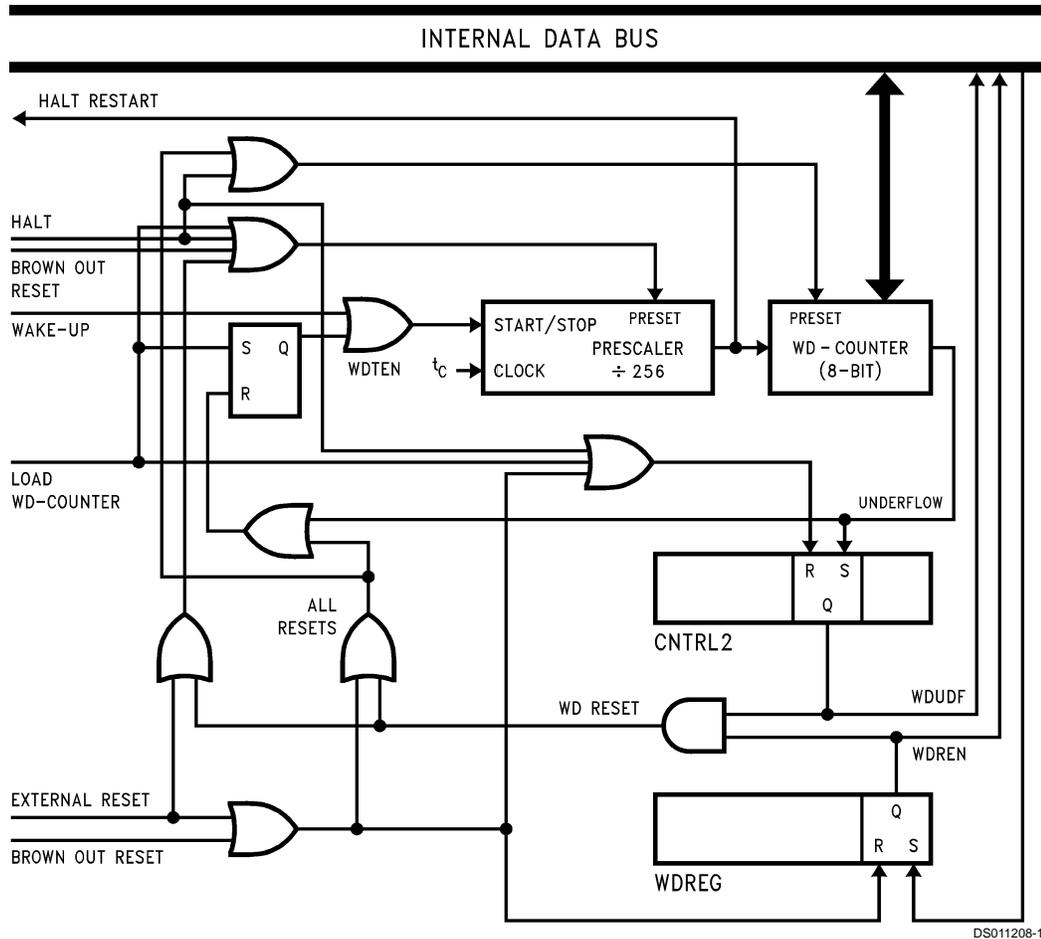 INTERNAL DATA BUS
HALT RESTART
HALT
BROWN OUT
RESET
WAKE-UP
WDTEN
S Q
R
START/STOP PRESET
PRESCALER
÷ 256
tC CLOCK
PRESET
WD-COUNTER
(8-BIT)
LOAD
WD-COUNTER
UNDERFLOW
R S
Q
CNTRL2
ALL
RESETS
WD RESET
WDUDF
WDREN
EXTERNAL RESET
BROWN OUT RESET
Q
R S
WDREG
DS011208-1